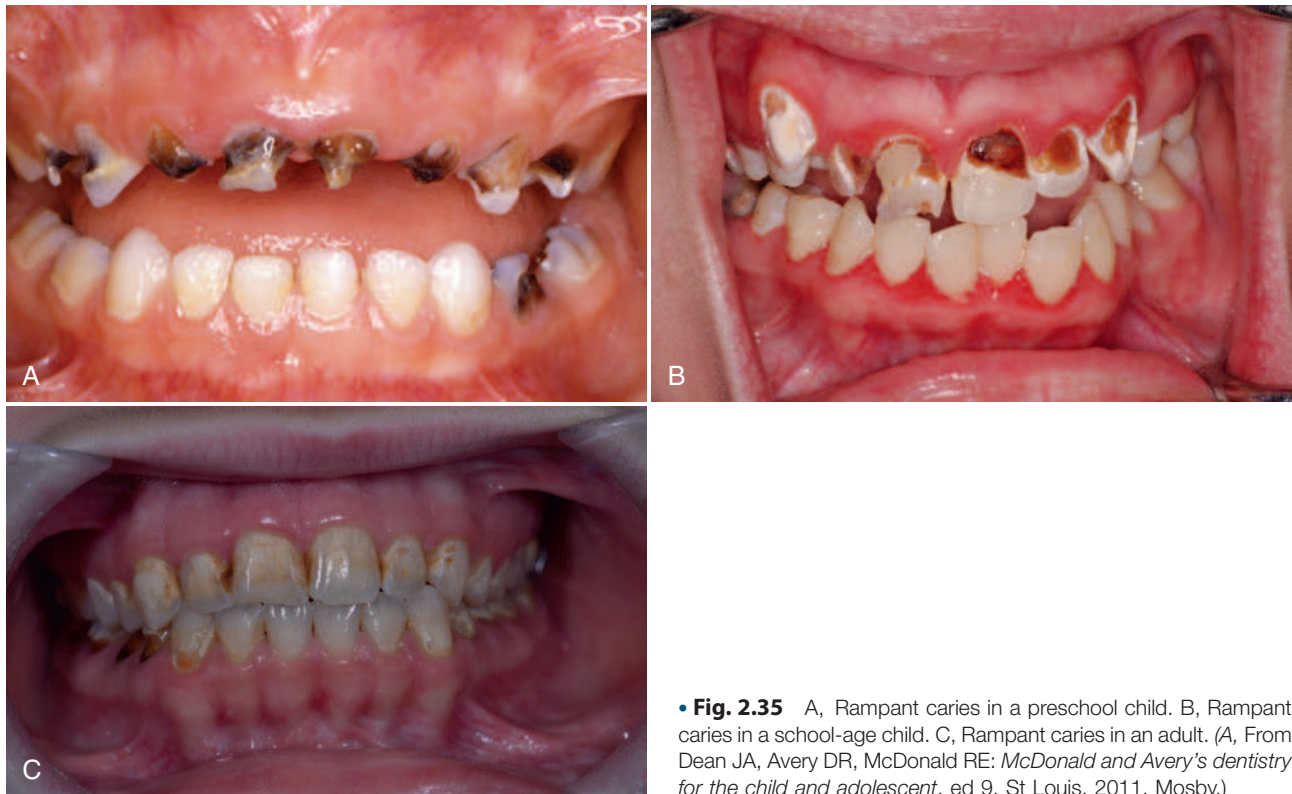 A
B
C
• Fig. 2.35 A, Rampant caries in a preschool child. B, Rampant
caries in a school-age child. C, Rampant caries in an adult. (A, From
Dean JA, Avery DR, McDonald RE: McDonald and Avery's dentistry
for the child and adolescent, ed 9, St Louis, 2011, Mosby.)